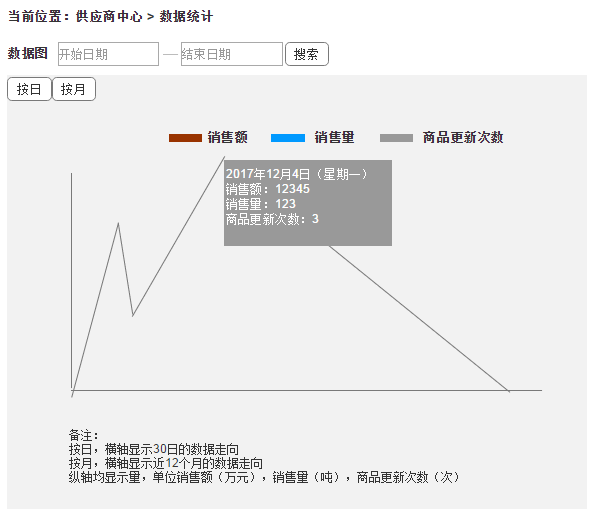 当前位置：供应商中心 > 数据统计
数据图 开始日期 — 结束日期 搜索
按日 按月
销售额 销售量 商品更新次数
2017年12月4日（星期一）
销售额：12345
销售量：123
商品更新次数：3
备注：
按日，横轴显示30日的数据走向
按月，横轴显示近12个月的数据走向
纵轴均显示量，单位销售额（万元），销售量（吨），商品更新次数（次）